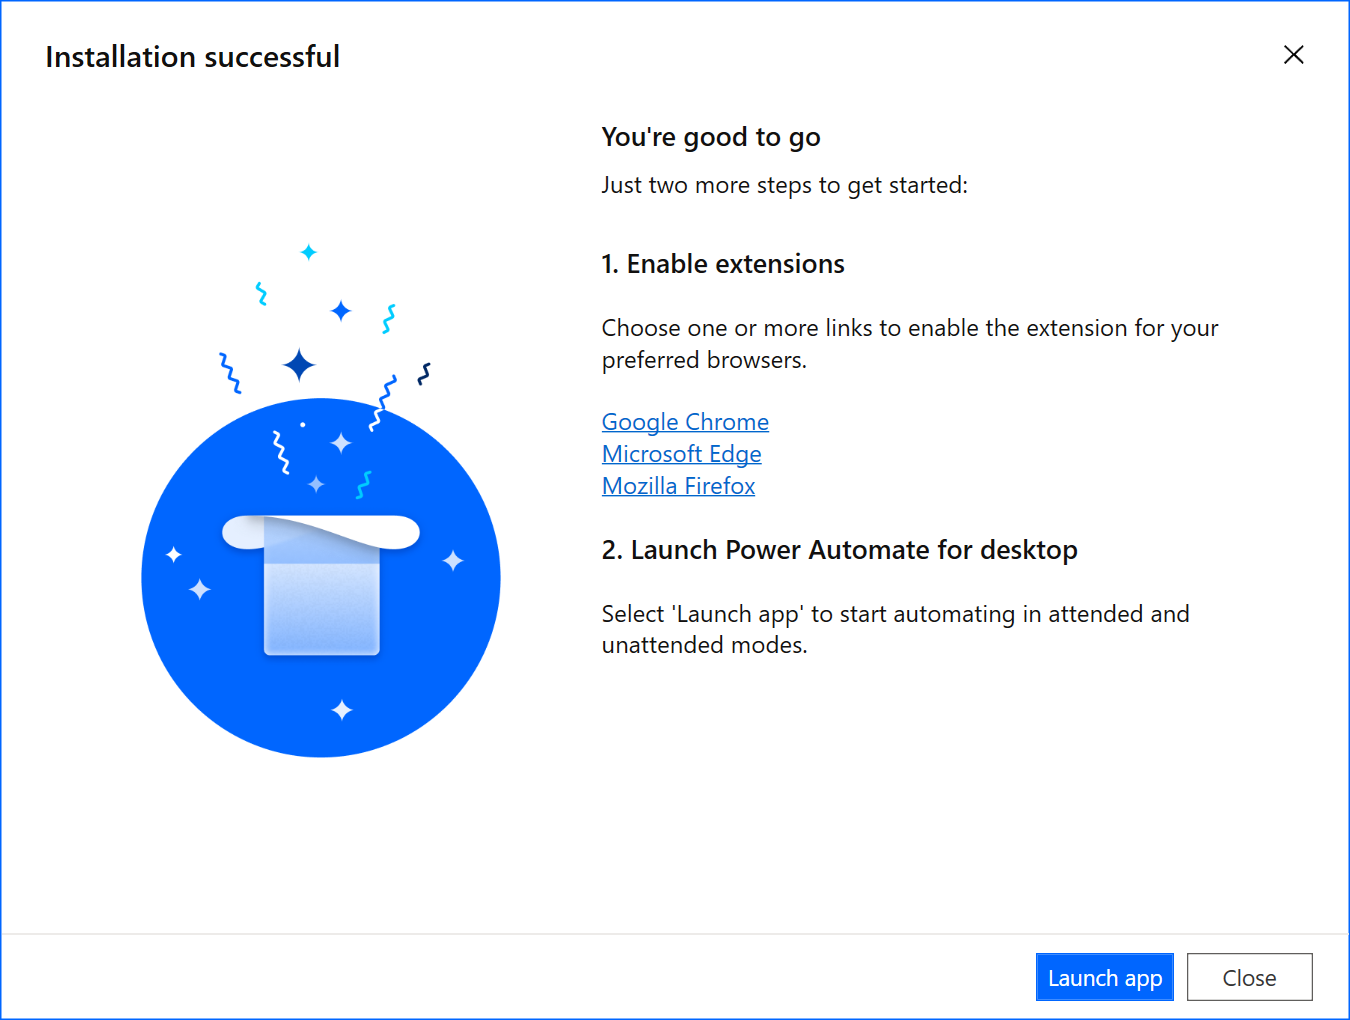 Installation successful
You're good to go
Just two more steps to get started:
1. Enable extensions
Choose one or more links to enable the extension for your
preferred browsers.
Google Chrome
Microsoft Edge
Mozilla Firefox
2. Launch Power Automate for desktop
Select 'Launch app' to start automating in attended and
unattended modes.
Launch app
Close